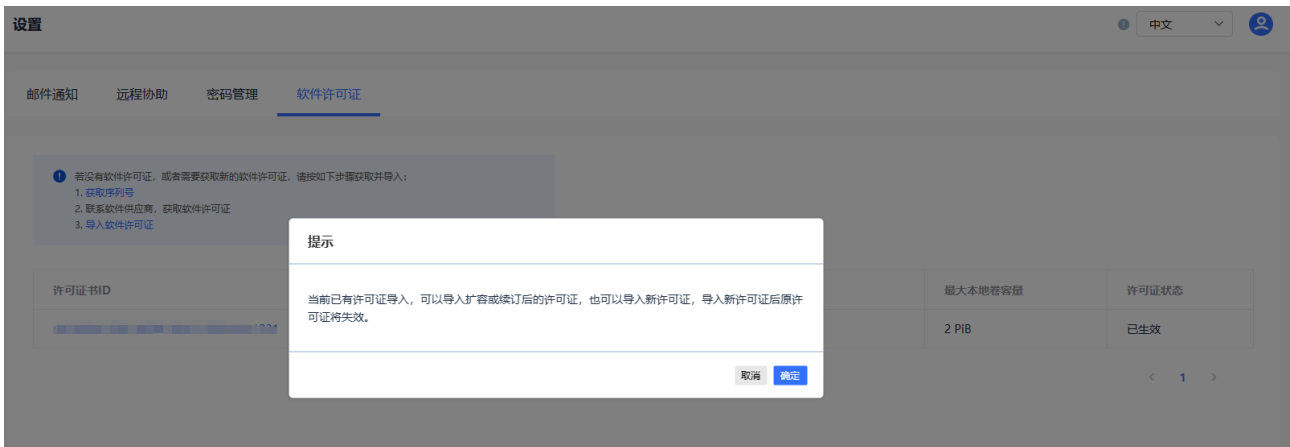 设置
中文
邮件通知 远程协助 密码管理 软件许可证
若没有软件许可证，或者需要获取新的软件许可证，请按如下步骤获取并导入：
1. 获取序列号
2. 联系软件供应商，获取软件许可证
3. 导入软件许可证
提示
当前已有许可证导入，可以导入扩容或续订后的许可证，也可以导入新许可证，导入新许可证后原许
可证将失效。
取消 确定
许可证书ID 最大本地卷容量 许可证状态
2 PiB 已生效
< 1 >